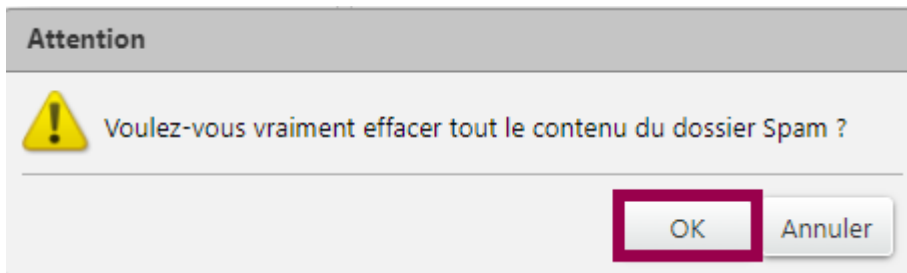 Attention
Voulez-vous vraiment effacer tout le contenu du dossier Spam ?
OK Annuler